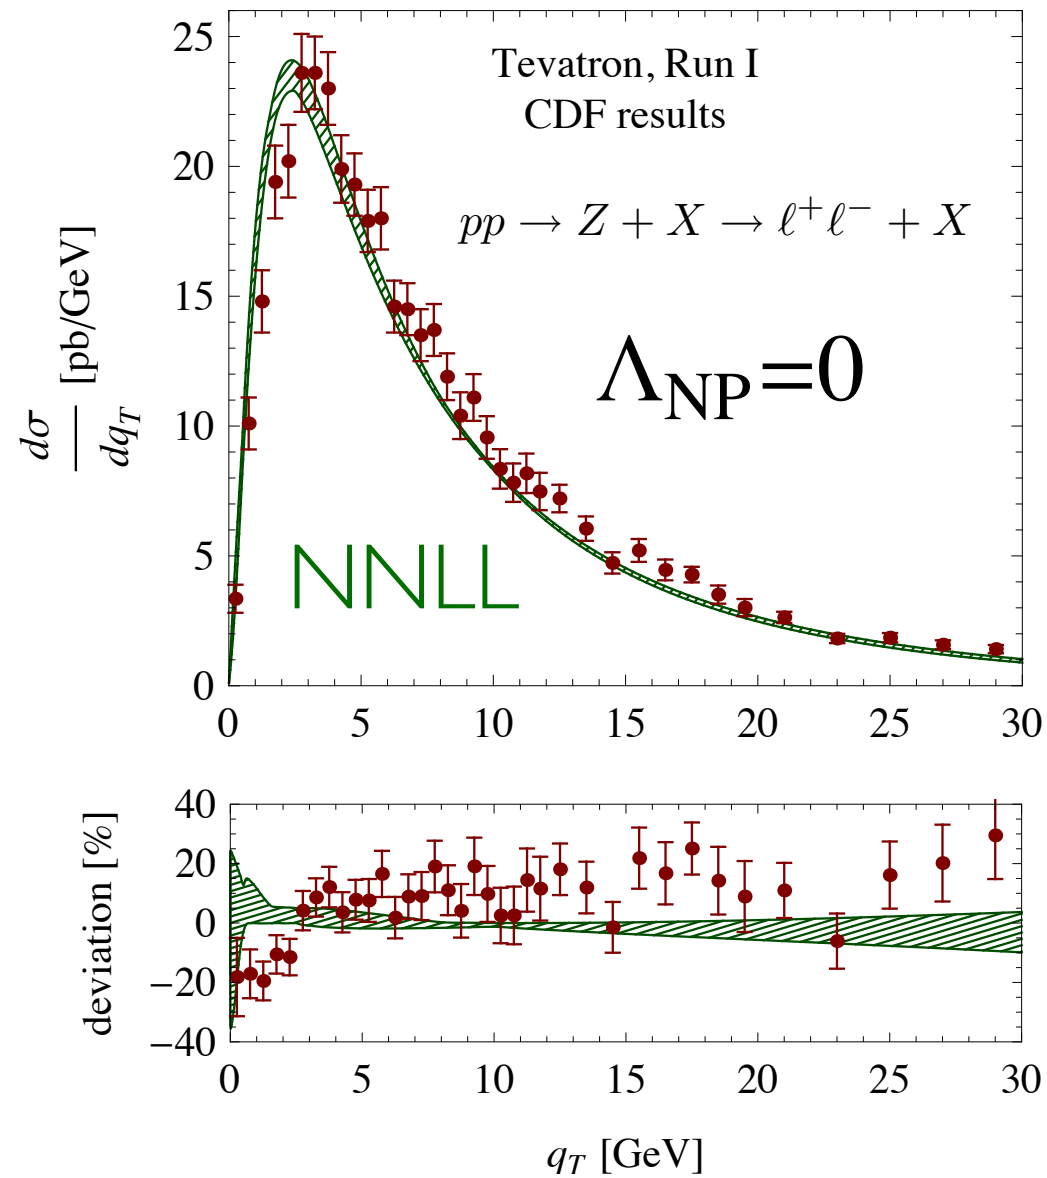 Tevatron, Run I
CDF results
pp → Z + X → ℓ⁺ℓ⁻ + X
Λ_NP=0
NNLL
dσ/dq_T [pb/GeV]
25
20
15
10
5
0
0 5 10 15 20 25 30
deviation [%]
40
20
0
−20
−40
0 5 10 15 20 25 30
q_T [GeV]